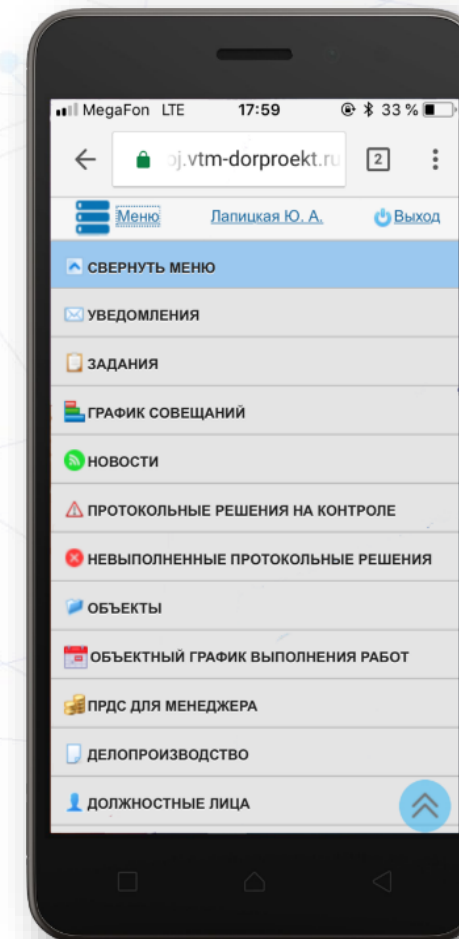 MegaFon LTE 17:59 33 %
oj.vtm-dorproekt.ru 2
Меню Лапицкая Ю. А. Выход
СВЕРНУТЬ МЕНЮ
УВЕДОМЛЕНИЯ
ЗАДАНИЯ
ГРАФИК СОВЕЩАНИЙ
НОВОСТИ
ПРОТОКОЛЬНЫЕ РЕШЕНИЯ НА КОНТРОЛЕ
НЕВЫПОЛНЕННЫЕ ПРОТОКОЛЬНЫЕ РЕШЕНИЯ
ОБЪЕКТЫ
ОБЪЕКТНЫЙ ГРАФИК ВЫПОЛНЕНИЯ РАБОТ
ПРДС ДЛЯ МЕНЕДЖЕРА
ДЕЛОПРОИЗВОДСТВО
ДОЛЖНОСТНЫЕ ЛИЦА